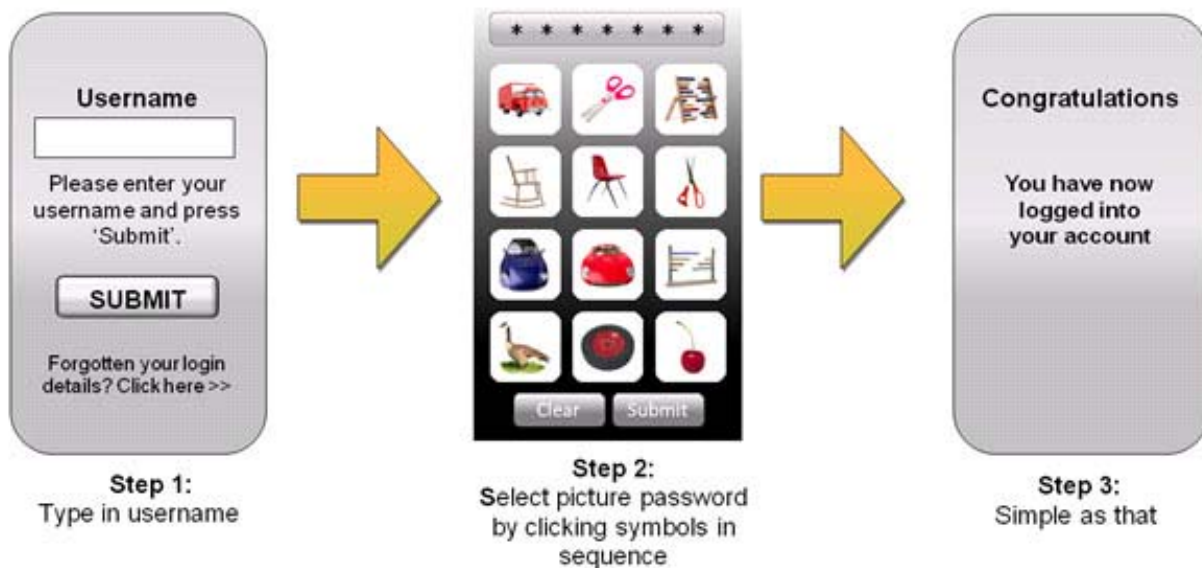 Username
Please enter your
username and press
‘Submit’.
SUBMIT
Forgotten your login
details? Click here >>
Step 1:
Type in username
* * * * * * *
Clear Submit
Step 2:
Select picture password
by clicking symbols in
sequence
Congratulations
You have now
logged into
your account
Step 3:
Simple as that